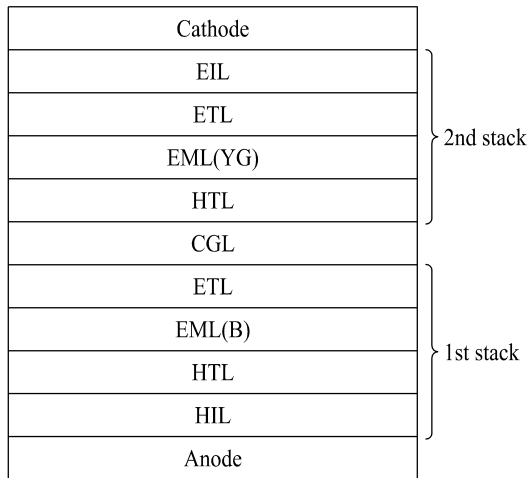 Cathode
EIL
ETL
EML(YG)
HTL
2nd stack
CGL
ETL
EML(B)
HTL
HIL
1st stack
Anode